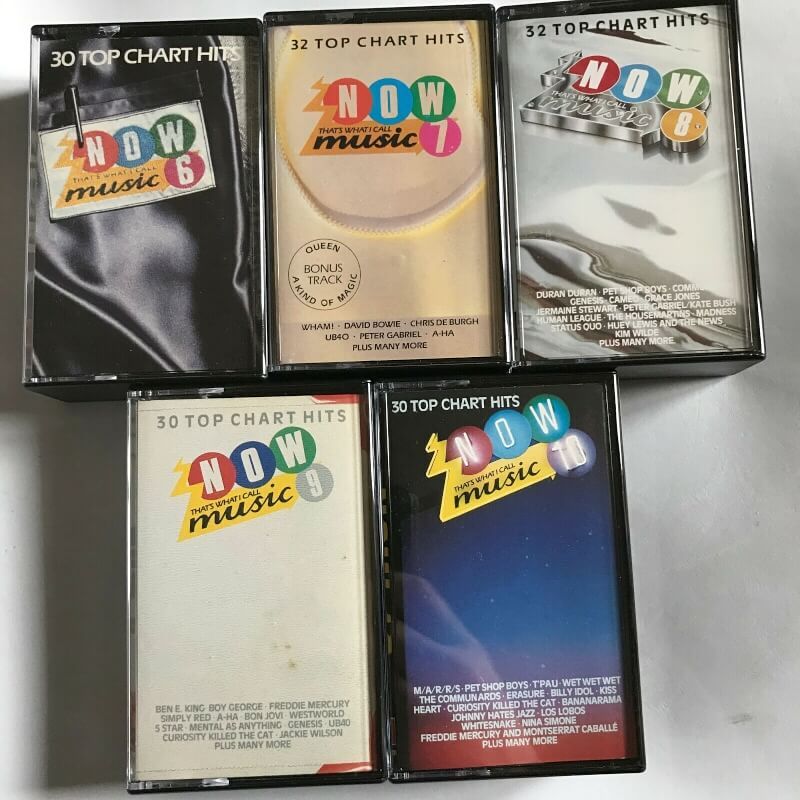 30 TOP CHART HITS
NOW
THAT'S WHAT I CALL
music 6
32 TOP CHART HITS
NOW
THAT'S WHAT I CALL
music 7
QUEEN
BONUS
TRACK
A KIND OF MAGIC
WHAM! · DAVID BOWIE · CHRIS DE BURGH
UB40 · PETER GABRIEL · A-HA
PLUS MANY MORE
32 TOP CHART HITS
NOW
THAT'S WHAT I CALL
music 8
DURAN DURAN · PET SHOP BOYS ·
GENESIS · CAMEO · GRACE JONES
JERMAINE STEWART · PETER GABRIEL/KATE BUSH
HUMAN LEAGUE · THE HOUSEMARTINS · MADNESS
STATUS QUO · HUEY LEWIS AND THE NEWS
KIM WILDE
PLUS MANY MORE
30 TOP CHART HITS
NOW
THAT'S WHAT I CALL
music 9
BEN E. KING · BOY GEORGE · FREDDIE MERCURY
SIMPLY RED · A-HA · BON JOVI · WESTWORLD
5 STAR · MENTAL AS ANYTHING · GENESIS · UB40
CURIOSITY KILLED THE CAT · JACKIE WILSON
PLUS MANY MORE
30 TOP CHART HITS
NOW
THAT'S WHAT I CALL
music 10
M/A/R/R/S · PET SHOP BOYS · T'PAU · WET WET WET
THE COMMUNARDS · ERASURE · BILLY IDOL · KISS
HEART · CURIOSITY KILLED THE CAT · BANANARAMA
JOHNNY HATES JAZZ · LOS LOBOS
WHITESNAKE · NINA SIMONE
FREDDIE MERCURY AND MONTSERRAT CABALLÉ
PLUS MANY MORE